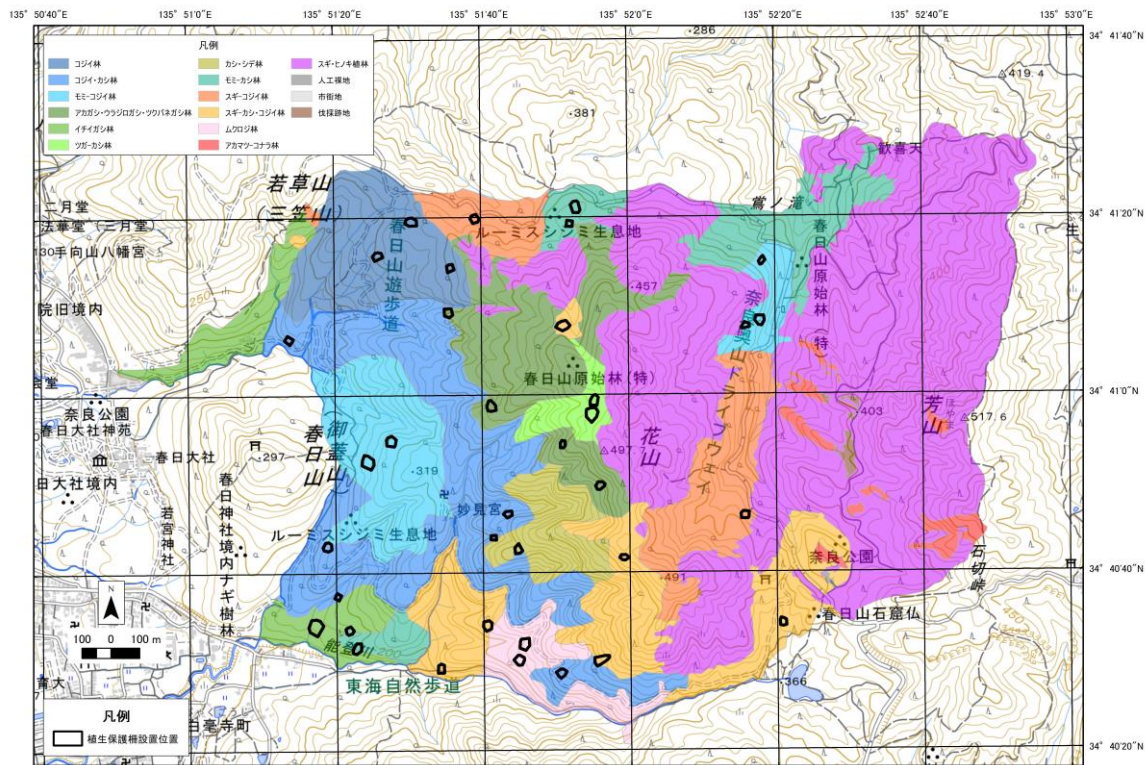 135° 50'40"E
135° 51'0"E
135° 51'20"E
135° 51'40"E
135° 52'0"E
135° 52'20"E
135° 52'40"E
135° 53'0"E
34° 41'40"N
34° 41'20"N
34° 41'0"N
34° 40'40"N
34° 40'20"N
凡例
コジイ林
コジイ・カシ林
モミ-コジイ林
アカガシ・ウラジロガシ・ツクバネガシ林
イチイガシ林
ツガ-カシ林
カシ-シデ林
モミ-カシ林
スギ-コジイ林
スギ-カシ・コジイ林
ムクロジ林
アカマツ-コナラ林
スギ・ヒノキ植林
人工裸地
市街地
伐採跡地
286
419.4
381
歓喜天
若草山
(三笠山)
二月堂
法華堂(三月堂)
130手向山八幡宮
鶯ノ滝
ルーミスシジミ生息地
春日山遊歩道
春日山原始林(特)
250
457
400
院旧境内
奈良公園
春日大社神苑
春日山原始林(特)
403
芳山
ほやま
517.6
花山
497.7
春日大社
297
御蓋山
春日山
319
妙見宮
日大社境内
若宮神社
春日神社境内ナギ樹林
ルーミスシジミ生息地
奈良公園
石切峠
491
春日山石窟仏
能登川
200
東海自然歩道
366
450
N
100 0 100 m
白毫寺町
凡例
植生保護柵設置位置